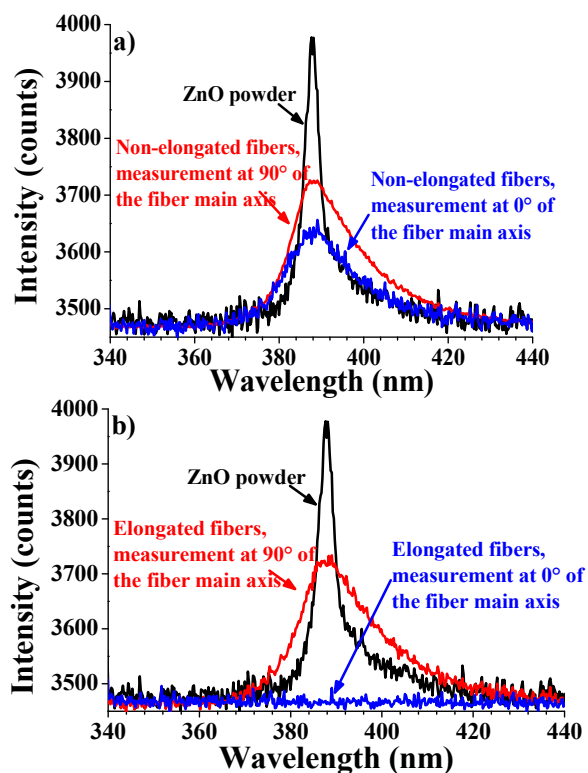 a)
4000
3900
3800
3700
3600
3500
Intensity (counts)
ZnO powder
Non-elongated fibers,
measurement at 90° of
the fiber main axis
Non-elongated fibers,
measurement at 0° of
the fiber main axis
340 360 380 400 420 440
Wavelength (nm)
b)
4000
3900
3800
3700
3600
3500
Intensity (counts)
ZnO powder
Elongated fibers,
measurement at 90° of
the fiber main axis
Elongated fibers,
measurement at 0° of
the fiber main axis
340 360 380 400 420 440
Wavelength (nm)